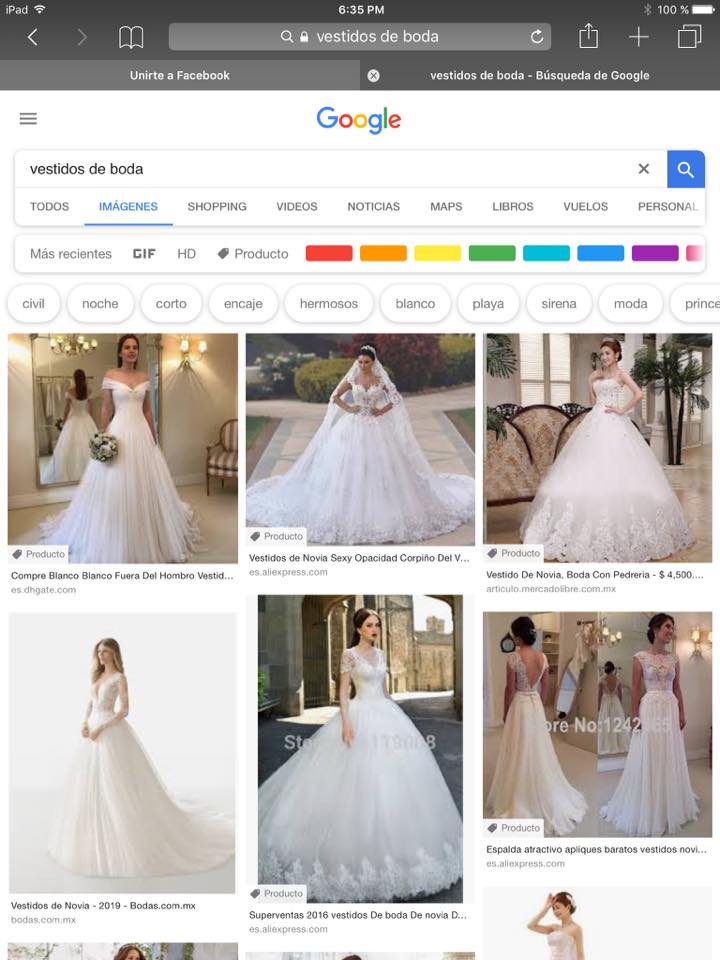 iPad 6:35 PM 100 %
vestidos de boda
Unirte a Facebook
vestidos de boda - Búsqueda de Google
Google
vestidos de boda
TODOS IMÁGENES SHOPPING VIDEOS NOTICIAS MAPS LIBROS VUELOS PERSONAL
Más recientes GIF HD Producto
civil noche corto encaje hermosos blanco playa sirena moda prince
Producto
Compre Blanco Blanco Fuera Del Hombro Vestid...
es.dhgate.com
Producto
Vestidos de Novia Sexy Opacidad Corpiño Del V...
es.aliexpress.com
Producto
Vestido De Novia, Boda Con Pedreria - $ 4,500....
articulo.mercadolibre.com.mx
Vestidos de Novia - 2019 - Bodas.com.mx
bodas.com.mx
Producto
Superventas 2016 vestidos De boda De novia D...
es.aliexpress.com
ore No:
Producto
Espalda atractivo apliques baratos vestidos novi...
es.aliexpress.com